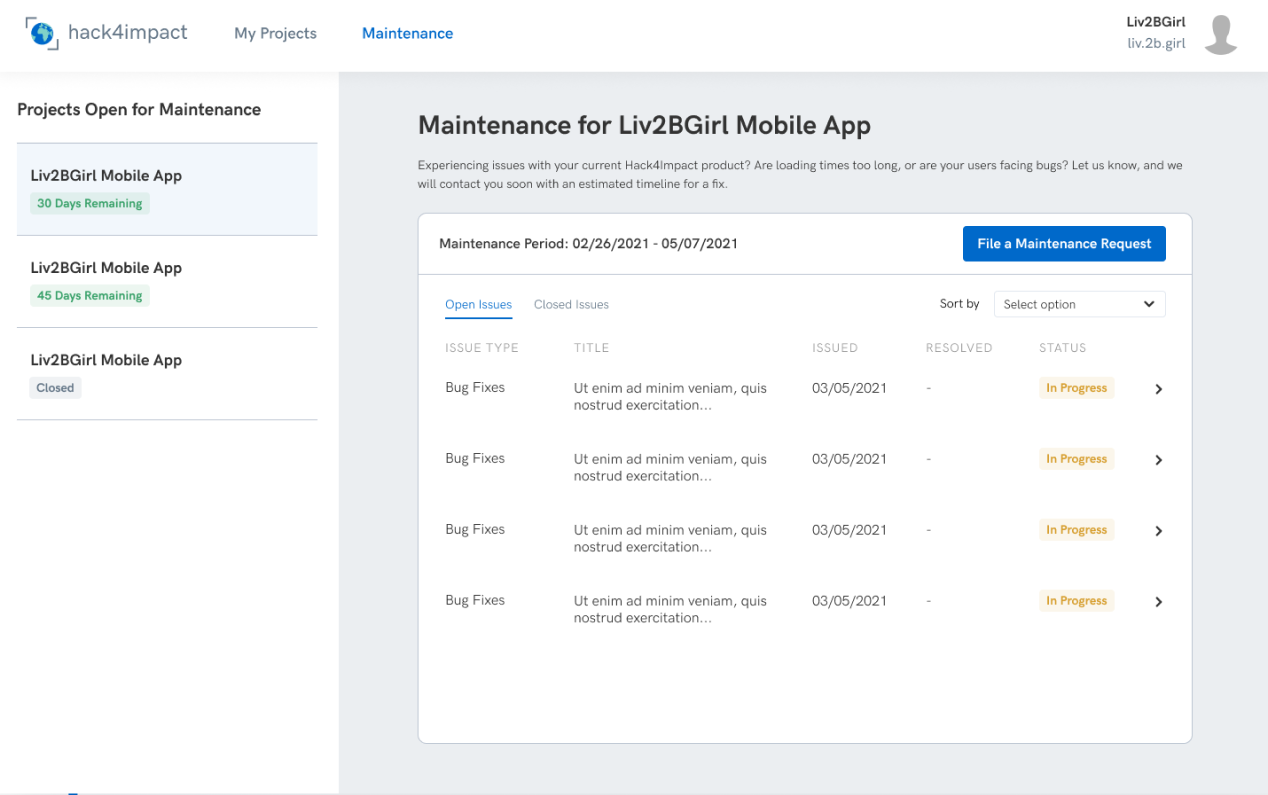 hack4impact
My Projects
Maintenance
Liv2BGirl
liv.2b.girl
Projects Open for Maintenance
Liv2BGirl Mobile App
30 Days Remaining
Liv2BGirl Mobile App
45 Days Remaining
Liv2BGirl Mobile App
Closed
Maintenance for Liv2BGirl Mobile App
Experiencing issues with your current Hack4Impact product? Are loading times too long, or are your users facing bugs? Let us know, and we
will contact you soon with an estimated timeline for a fix.
Maintenance Period: 02/26/2021 - 05/07/2021
File a Maintenance Request
Open Issues
Closed Issues
Sort by
Select option
ISSUE TYPE
TITLE
ISSUED
RESOLVED
STATUS
Bug Fixes
Ut enim ad minim veniam, quis
nostrud exercitation...
03/05/2021
-
In Progress
Bug Fixes
Ut enim ad minim veniam, quis
nostrud exercitation...
03/05/2021
-
In Progress
Bug Fixes
Ut enim ad minim veniam, quis
nostrud exercitation...
03/05/2021
-
In Progress
Bug Fixes
Ut enim ad minim veniam, quis
nostrud exercitation...
03/05/2021
-
In Progress